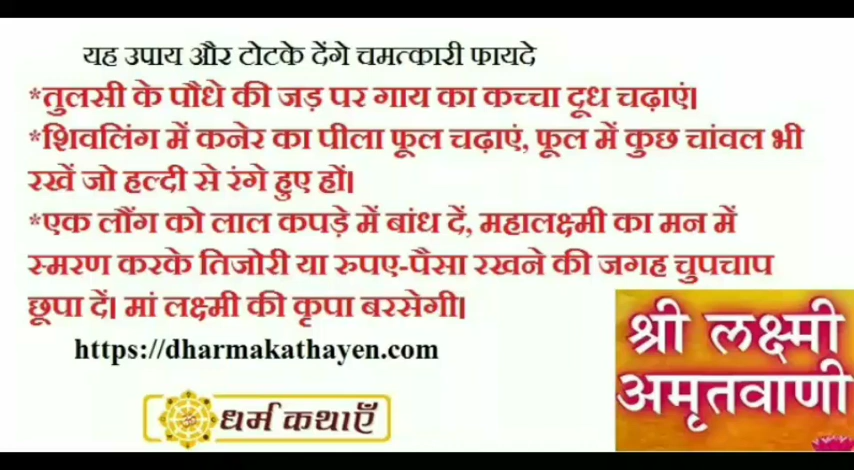 यह उपाय और टोटके देंगे चमत्कारी फायदे
*तुलसी के पौधे की जड़ पर गाय का कच्चा दूध चढ़ाएं।
*शिवलिंग में कनेर का पीला फूल चढ़ाएं, फूल में कुछ चांवल भी
रखें जो हल्दी से रंगे हुए हों।
*एक लौंग को लाल कपड़े में बांध दें, महालक्ष्मी का मन में
स्मरण करके तिजोरी या रुपए-पैसा रखने की जगह चुपचाप
छूपा दें। मां लक्ष्मी की कृपा बरसेगी।
https://dharmakathayen.com
धर्म कथाएँ
श्री लक्ष्मी
अमृतवाणी